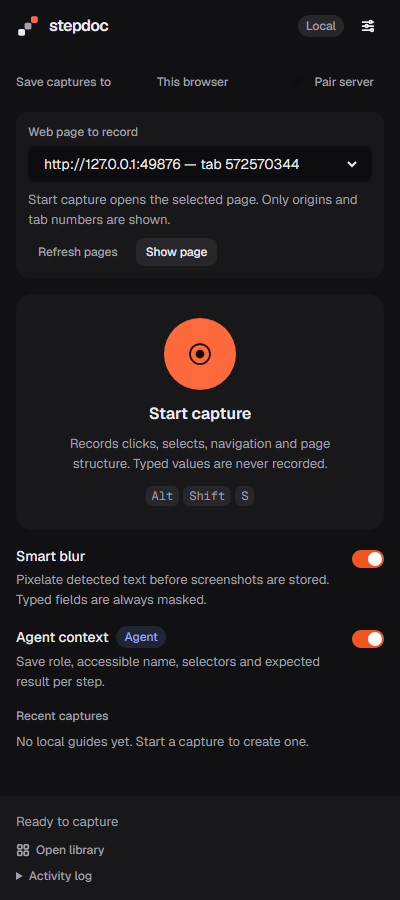 stepdoc
Local
Save captures to
This browser
Pair server
Web page to record
http://127.0.0.1:49876 — tab 572570344
Start capture opens the selected page. Only origins and
tab numbers are shown.
Refresh pages
Show page
Start capture
Records clicks, selects, navigation and page
structure. Typed values are never recorded.
Alt Shift S
Smart blur
Pixelate detected text before screenshots are stored.
Typed fields are always masked.
Agent context Agent
Save role, accessible name, selectors and expected
result per step.
Recent captures
No local guides yet. Start a capture to create one.
Ready to capture
Open library
Activity log